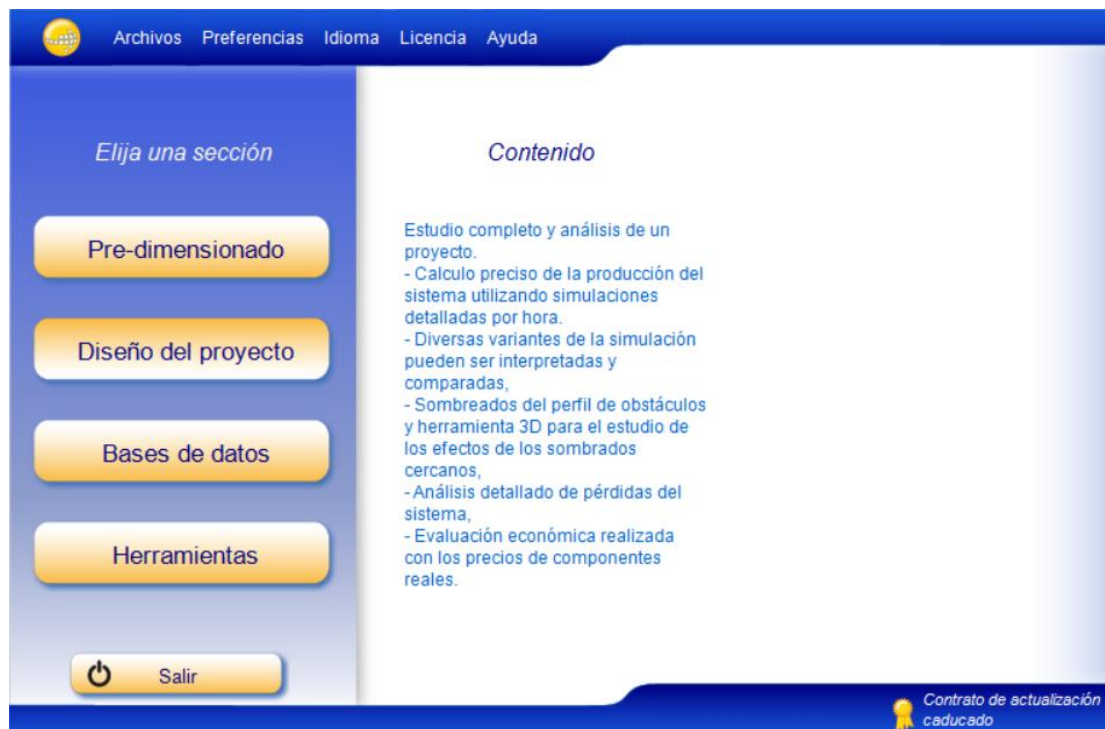 Archivos Preferencias Idioma Licencia Ayuda
Elija una sección
Pre-dimensionado
Diseño del proyecto
Bases de datos
Herramientas
Salir
Contenido
Estudio completo y análisis de un
proyecto.
- Calculo preciso de la producción del
sistema utilizando simulaciones
detalladas por hora.
- Diversas variantes de la simulación
pueden ser interpretadas y
comparadas,
- Sombreados del perfil de obstáculos
y herramienta 3D para el estudio de
los efectos de los sombrados
cercanos,
- Análisis detallado de pérdidas del
sistema,
- Evaluación económica realizada
con los precios de componentes
reales.
Contrato de actualización
caducado